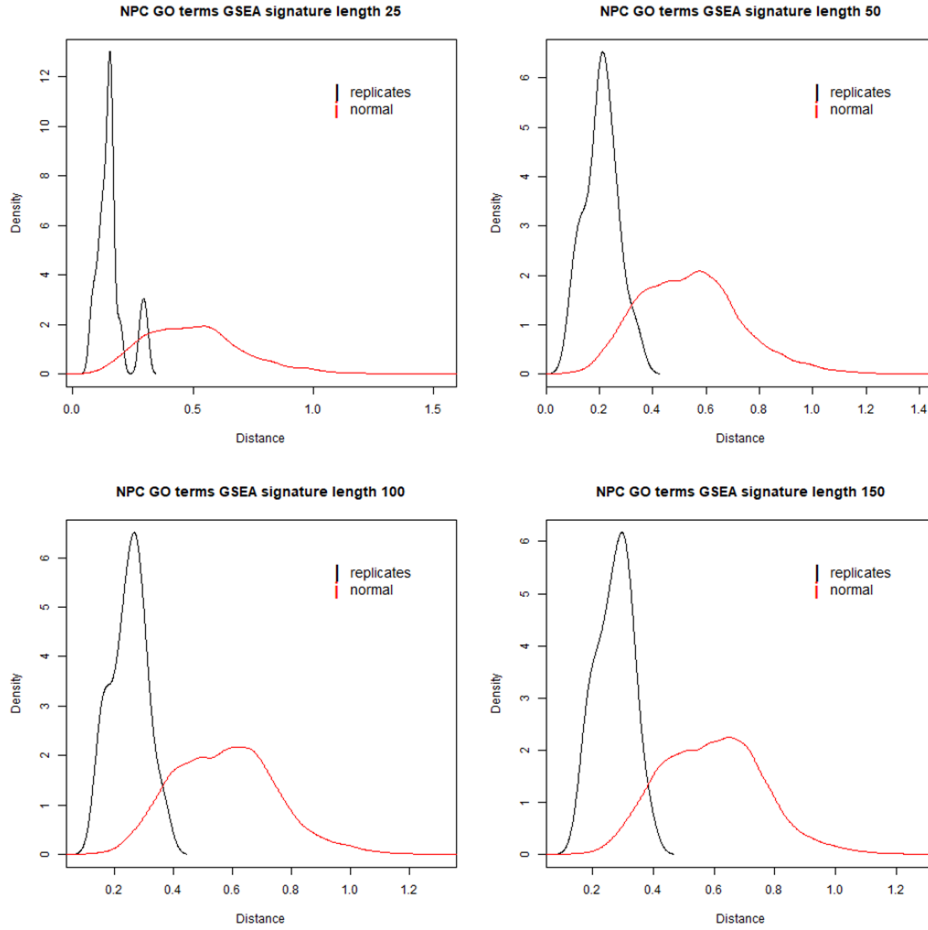 NPC GO terms GSEA signature length 25
Density
0 2 4 6 8 10 12
replicates
normal
0.0 0.5 1.0 1.5
Distance
NPC GO terms GSEA signature length 50
Density
0 1 2 3 4 5 6
replicates
normal
0.0 0.2 0.4 0.6 0.8 1.0 1.2 1.4
Distance
NPC GO terms GSEA signature length 100
Density
0 1 2 3 4 5 6
replicates
normal
0.2 0.4 0.6 0.8 1.0 1.2
Distance
NPC GO terms GSEA signature length 150
Density
0 1 2 3 4 5 6
replicates
normal
0.2 0.4 0.6 0.8 1.0 1.2
Distance